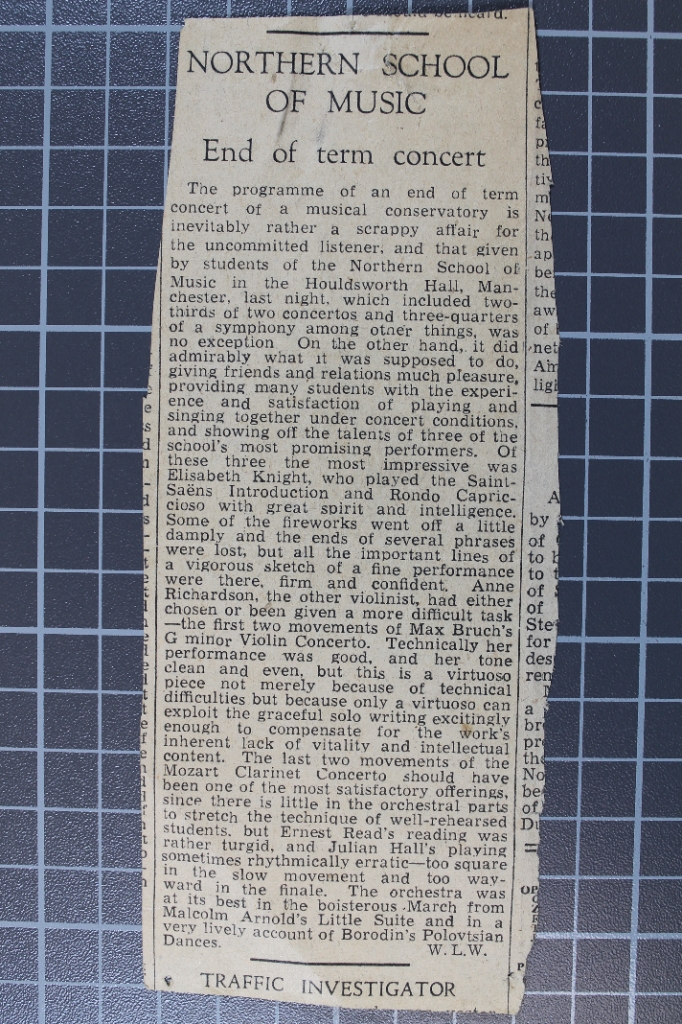 be heard.
NORTHERN SCHOOL
OF MUSIC
End of term concert
The programme of an end of term
concert of a musical conservatory is
inevitably rather a scrappy affair for
the uncommitted listener, and that given
by students of the Northern School of
Music in the Houldsworth Hall, Man-
chester, last night, which included two-
thirds of two concertos and three-quarters
of a symphony among other things, was
no exception On the other hand, it did
admirably what it was supposed to do,
giving friends and relations much pleasure,
providing many students with the experi-
ence and satisfaction of playing and
singing together under concert conditions,
and showing off the talents of three of the
school's most promising performers. Of
these three the most impressive was
Elisabeth Knight, who played the Saint-
Saëns Introduction and Rondo Capric-
cioso with great spirit and intelligence.
Some of the fireworks went off a little
damply and the ends of several phrases
were lost, but all the important lines of
a vigorous sketch of a fine performance
were there, firm and confident. Anne
Richardson, the other violinist, had either
chosen or been given a more difficult task
—the first two movements of Max Bruch's
G minor Violin Concerto. Technically her
performance was good, and her tone
clean and even, but this is a virtuoso
piece not merely because of technical
difficulties but because only a virtuoso can
exploit the graceful solo writing excitingly
enough to compensate for the work's
inherent lack of vitality and intellectual
content. The last two movements of the
Mozart Clarinet Concerto should have
been one of the most satisfactory offerings,
since there is little in the orchestral parts
to stretch the technique of well-rehearsed
students, but Ernest Read's reading was
rather turgid, and Julian Hall's playing
sometimes rhythmically erratic—too square
in the slow movement and too way-
ward in the finale. The orchestra was
at its best in the boisterous March from
Malcolm Arnold's Little Suite and in a
very lively account of Borodin's Polovtsian
Dances. W. L. W.
TRAFFIC INVESTIGATOR